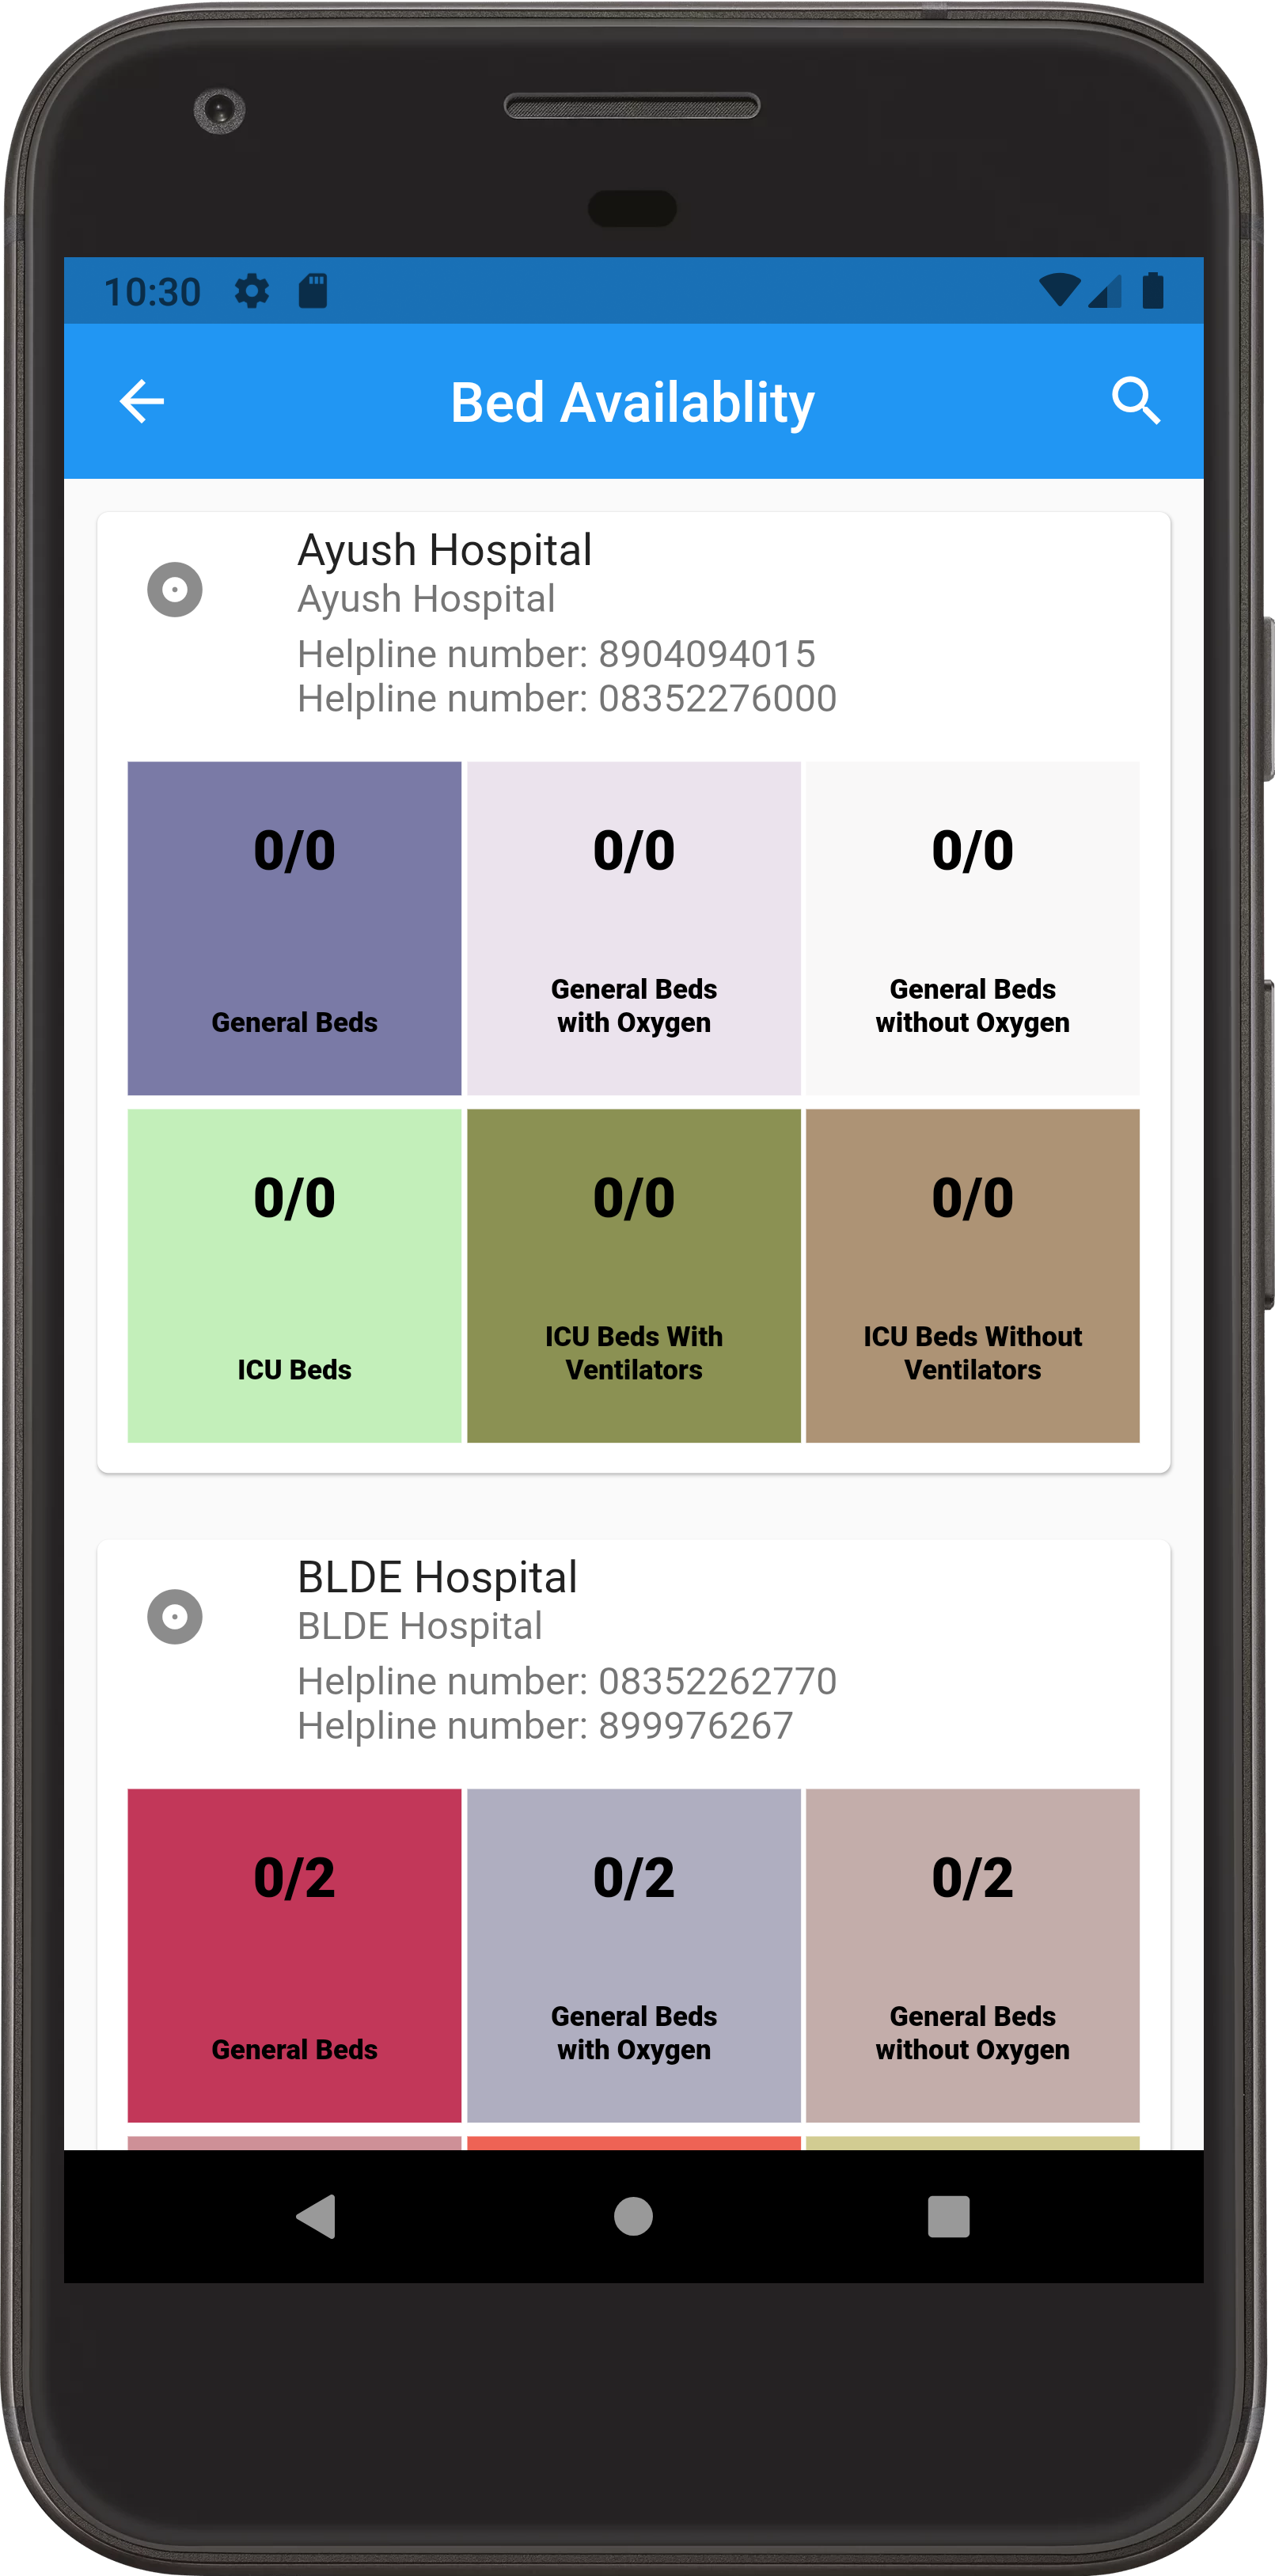 10:30
Bed Availablity
Ayush Hospital
Ayush Hospital
Helpline number: 8904094015
Helpline number: 08352276000
0/0
0/0
0/0
General Beds
General Beds
with Oxygen
General Beds
without Oxygen
0/0
0/0
0/0
ICU Beds
ICU Beds With
Ventilators
ICU Beds Without
Ventilators
BLDE Hospital
BLDE Hospital
Helpline number: 08352262770
Helpline number: 899976267
0/2
0/2
0/2
General Beds
General Beds
with Oxygen
General Beds
without Oxygen